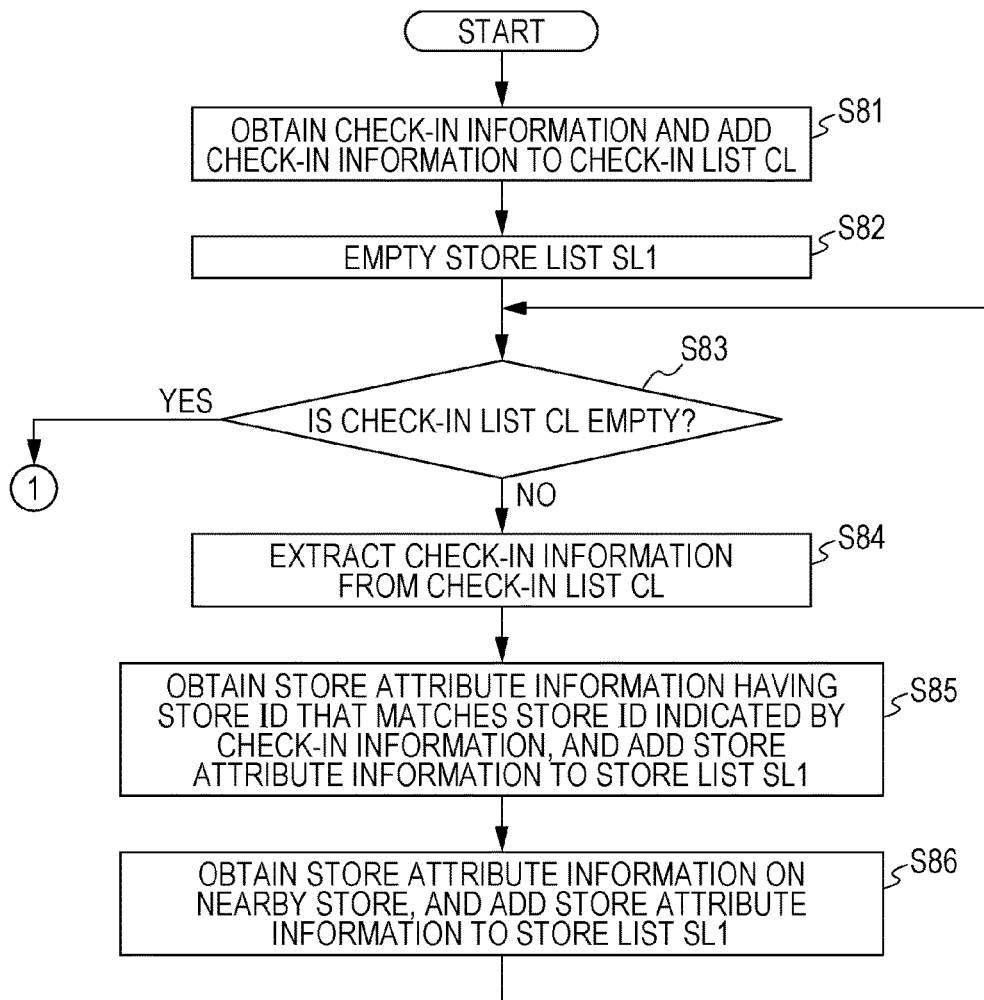 START
S81
OBTAIN CHECK-IN INFORMATION AND ADD
CHECK-IN INFORMATION TO CHECK-IN LIST CL
S82
EMPTY STORE LIST SL1
S83
YES
IS CHECK-IN LIST CL EMPTY?
1
NO
S84
EXTRACT CHECK-IN INFORMATION
FROM CHECK-IN LIST CL
S85
OBTAIN STORE ATTRIBUTE INFORMATION HAVING
STORE ID THAT MATCHES STORE ID INDICATED BY
CHECK-IN INFORMATION, AND ADD STORE
ATTRIBUTE INFORMATION TO STORE LIST SL1
S86
OBTAIN STORE ATTRIBUTE INFORMATION ON
NEARBY STORE, AND ADD STORE ATTRIBUTE
INFORMATION TO STORE LIST SL1